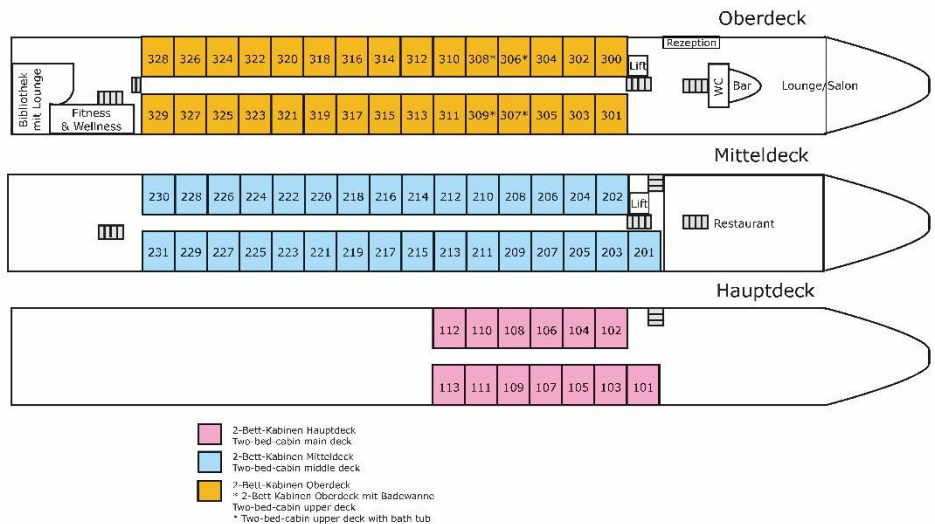 Oberdeck
Rezeption
328 326 324 322 320 318 316 314 312 310 308* 306* 304 302 300
Lift
Bibliothek
mit Lounge
WC
Bar
Lounge/Salon
Fitness
& Wellness
329 327 325 323 321 319 317 315 313 311 309* 307* 305 303 301
Mitteldeck
230 228 226 224 222 220 218 216 214 212 210 208 206 204 202
Lift
Restaurant
231 229 227 225 223 221 219 217 215 213 211 209 207 205 203 201
Hauptdeck
112 110 108 106 104 102
113 111 109 107 105 103 101
2-Bett-Kabinen Hauptdeck
Two-bed-cabin main deck
2-Bett-Kabinen Mitteldeck
Two-bed-cabin middle deck
2-Bett-Kabinen Oberdeck
* 2-Bett Kabinen Oberdeck mit Badewanne
Two-bed-cabin upper deck
* Two-bed-cabin upper deck with bath tub